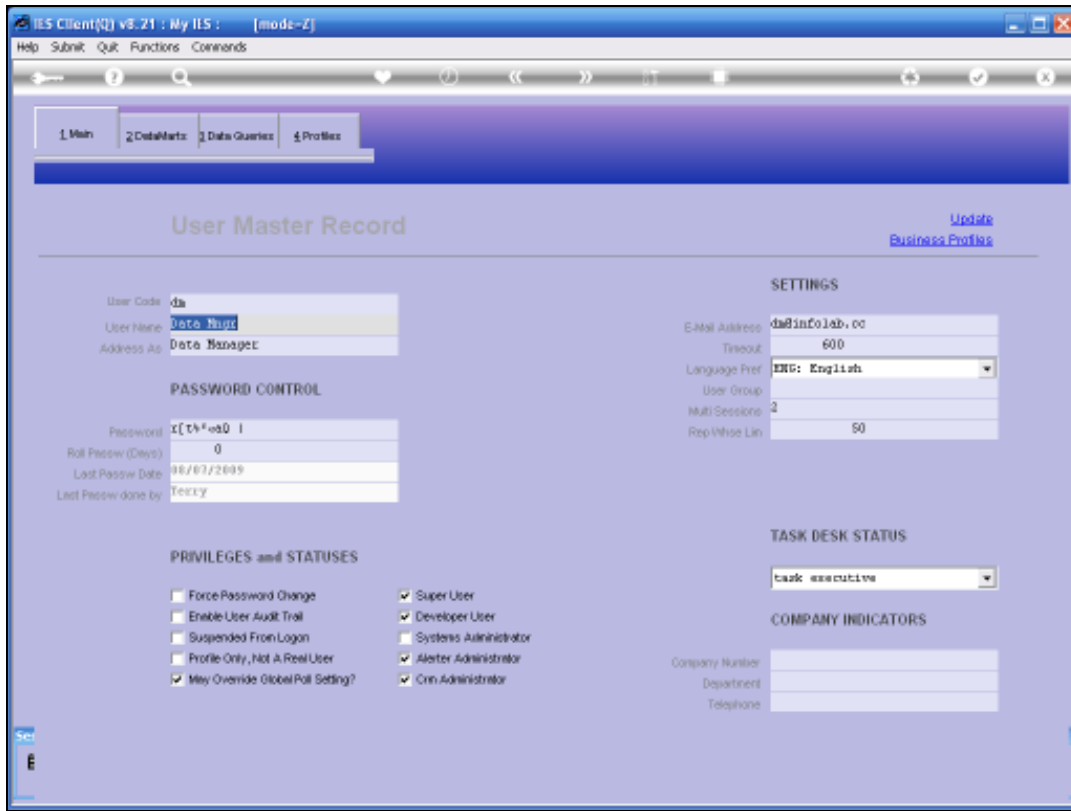 IES Client(Q) v8.21 : My IES : [mode=Z]
Help Submit Quit Functions Commands
1 Main 2 DataMarts 3 Data Queries 4 Profiles
User Master Record
Update
Business Profiles
User Code dm
User Name Data Mngr
Address As Data Manager
PASSWORD CONTROL
Password
Roll Passw (Days) 0
Last Passw Date 08/07/2009
Last Passw done by Terry
PRIVILEGES and STATUSES
Force Password Change
Enable User Audit Trail
Suspended From Logon
Profile Only, Not A Real User
May Override Global Poll Setting?
Super User
Developer User
Systems Administrator
Alerter Administrator
Crm Administrator
SETTINGS
E-Mail Address dm@infolab.cc
Timeout 600
Language Pref ENG: English
User Group
Multi Sessions 2
Rep-Whse Lim 50
TASK DESK STATUS
task executive
COMPANY INDICATORS
Company Number
Department
Telephone